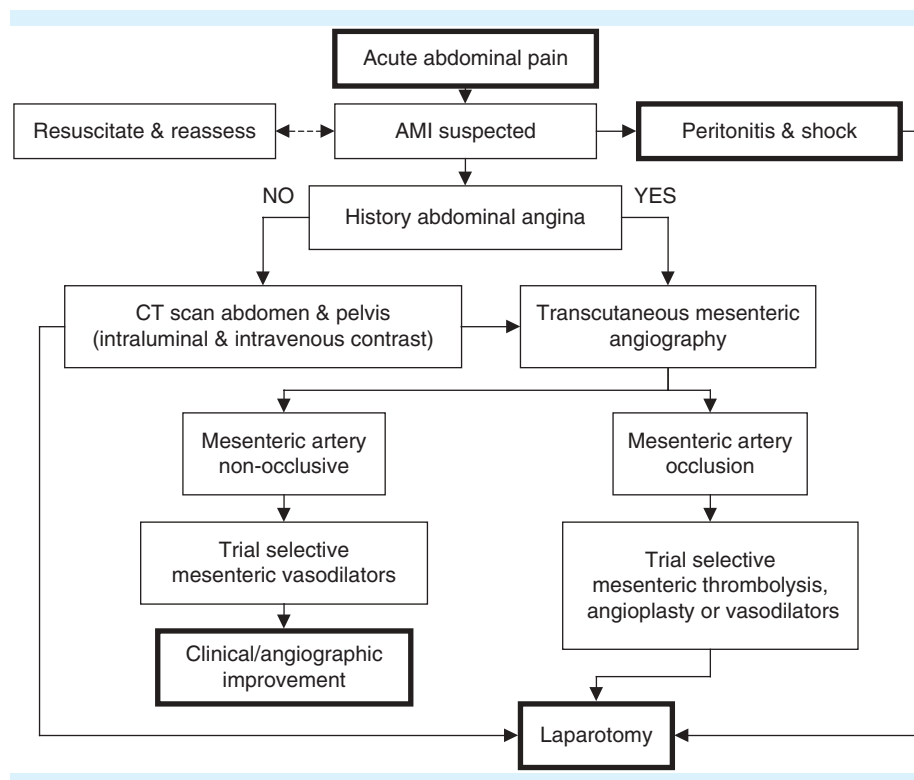 Acute abdominal pain
Resuscitate & reassess
AMI suspected
Peritonitis & shock
NO
YES
History abdominal angina
CT scan abdomen & pelvis
(intraluminal & intravenous contrast)
Transcutaneous mesenteric
angiography
Mesenteric artery
non-occlusive
Mesenteric artery
occlusion
Trial selective
mesenteric vasodilators
Trial selective
mesenteric thrombolysis,
angioplasty or vasodilators
Clinical/angiographic
improvement
Laparotomy